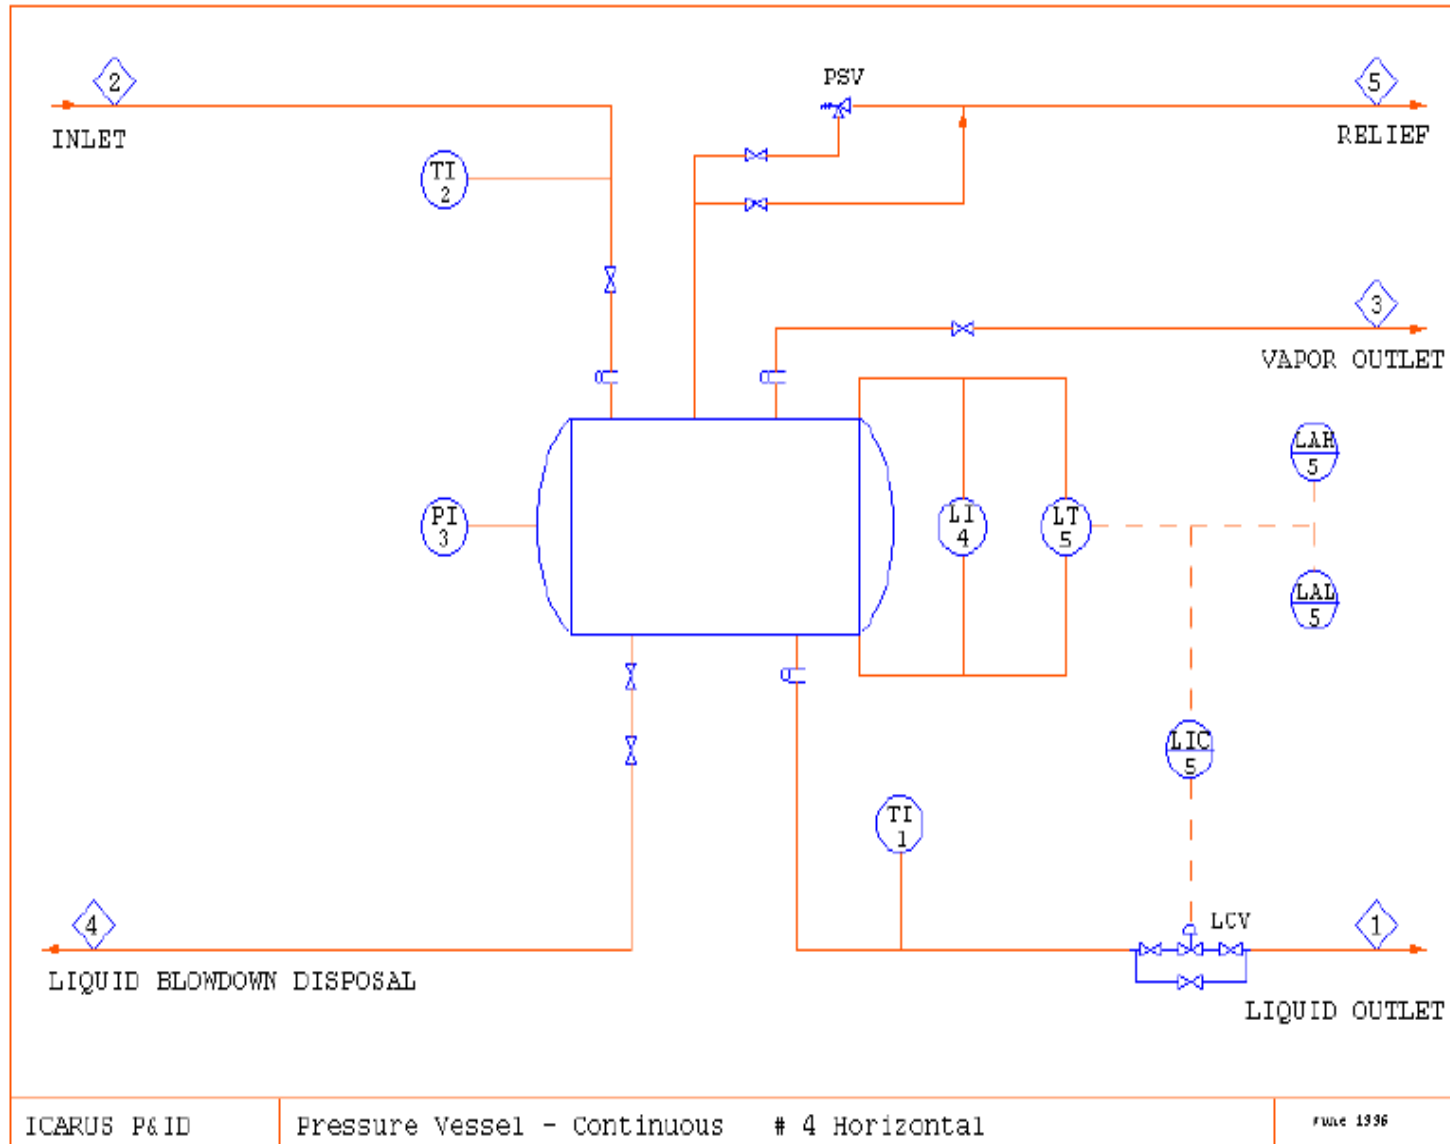 2
PSV
5
INLET
RELIEF
TI
2
3
VAPOR OUTLET
LAH
5
PI
3
LI
4
LT
5
LAL
5
LIC
5
TI
1
4
LCV
1
LIQUID BLOWDOWN DISPOSAL
LIQUID OUTLET
ICARUS P&ID
Pressure Vessel - Continuous # 4 Horizontal
June 1996